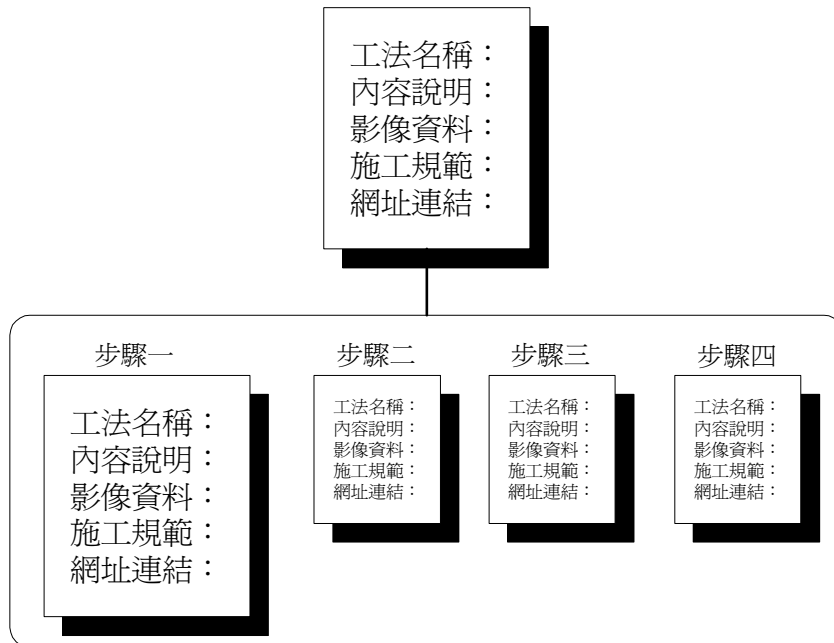 工法名稱：
內容說明：
影像資料：
施工規範：
網址連結：
步驟一
工法名稱：
內容說明：
影像資料：
施工規範：
網址連結：
步驟二
工法名稱：
內容說明：
影像資料：
施工規範：
網址連結：
步驟三
工法名稱：
內容說明：
影像資料：
施工規範：
網址連結：
步驟四
工法名稱：
內容說明：
影像資料：
施工規範：
網址連結：